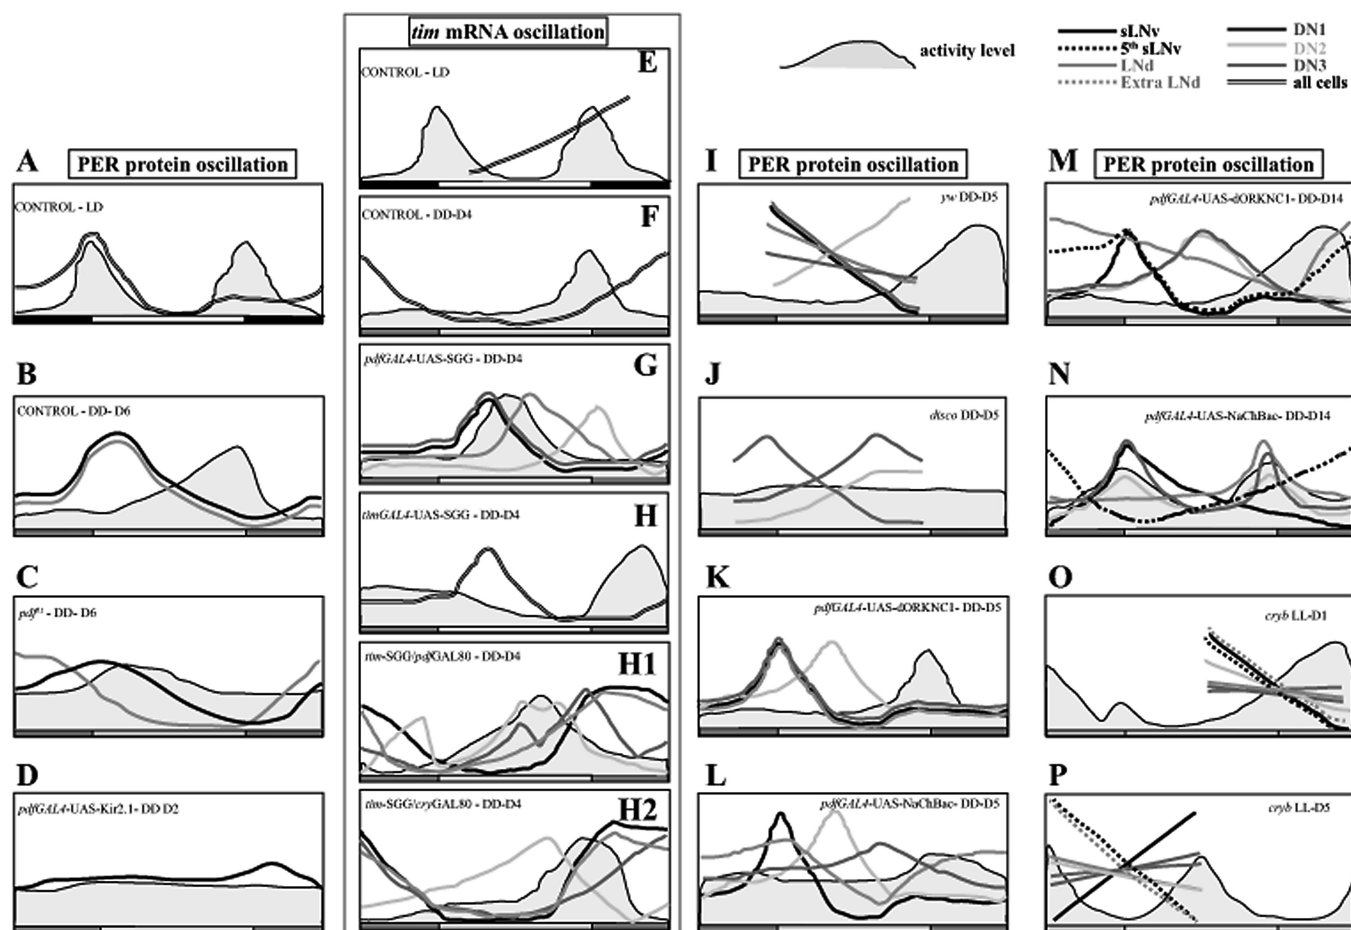 tim mRNA oscillation
activity level
sLNv
5th sLNv
LNd
Extra LNd
DN1
DN2
DN3
all cells
A
PER protein oscillation
CONTROL - LD
B
CONTROL - DD- D6
C
pdf01 - DD- D6
D
pdfGAL4-UAS-Kir2.1- DD D2
E
CONTROL - LD
F
CONTROL - DD-D4
G
pdfGAL4-UAS-SGG - DD-D4
H
timGAL4-UAS-SGG - DD-D4
H1
tim-SGG/pdfGAL80 - DD-D4
H2
tim-SGG/cryGAL80 - DD-D4
I
PER protein oscillation
yw DD-D5
J
disco DD-D5
K
pdfGAL4-UAS-dORKNC1- DD-D5
L
pdfGAL4-UAS-NaChBac- DD-D5
M
PER protein oscillation
pdfGAL4-UAS-dORKNC1- DD-D14
N
pdfGAL4-UAS-NaChBac- DD-D14
O
cryb LL-D1
P
cryb LL-D5